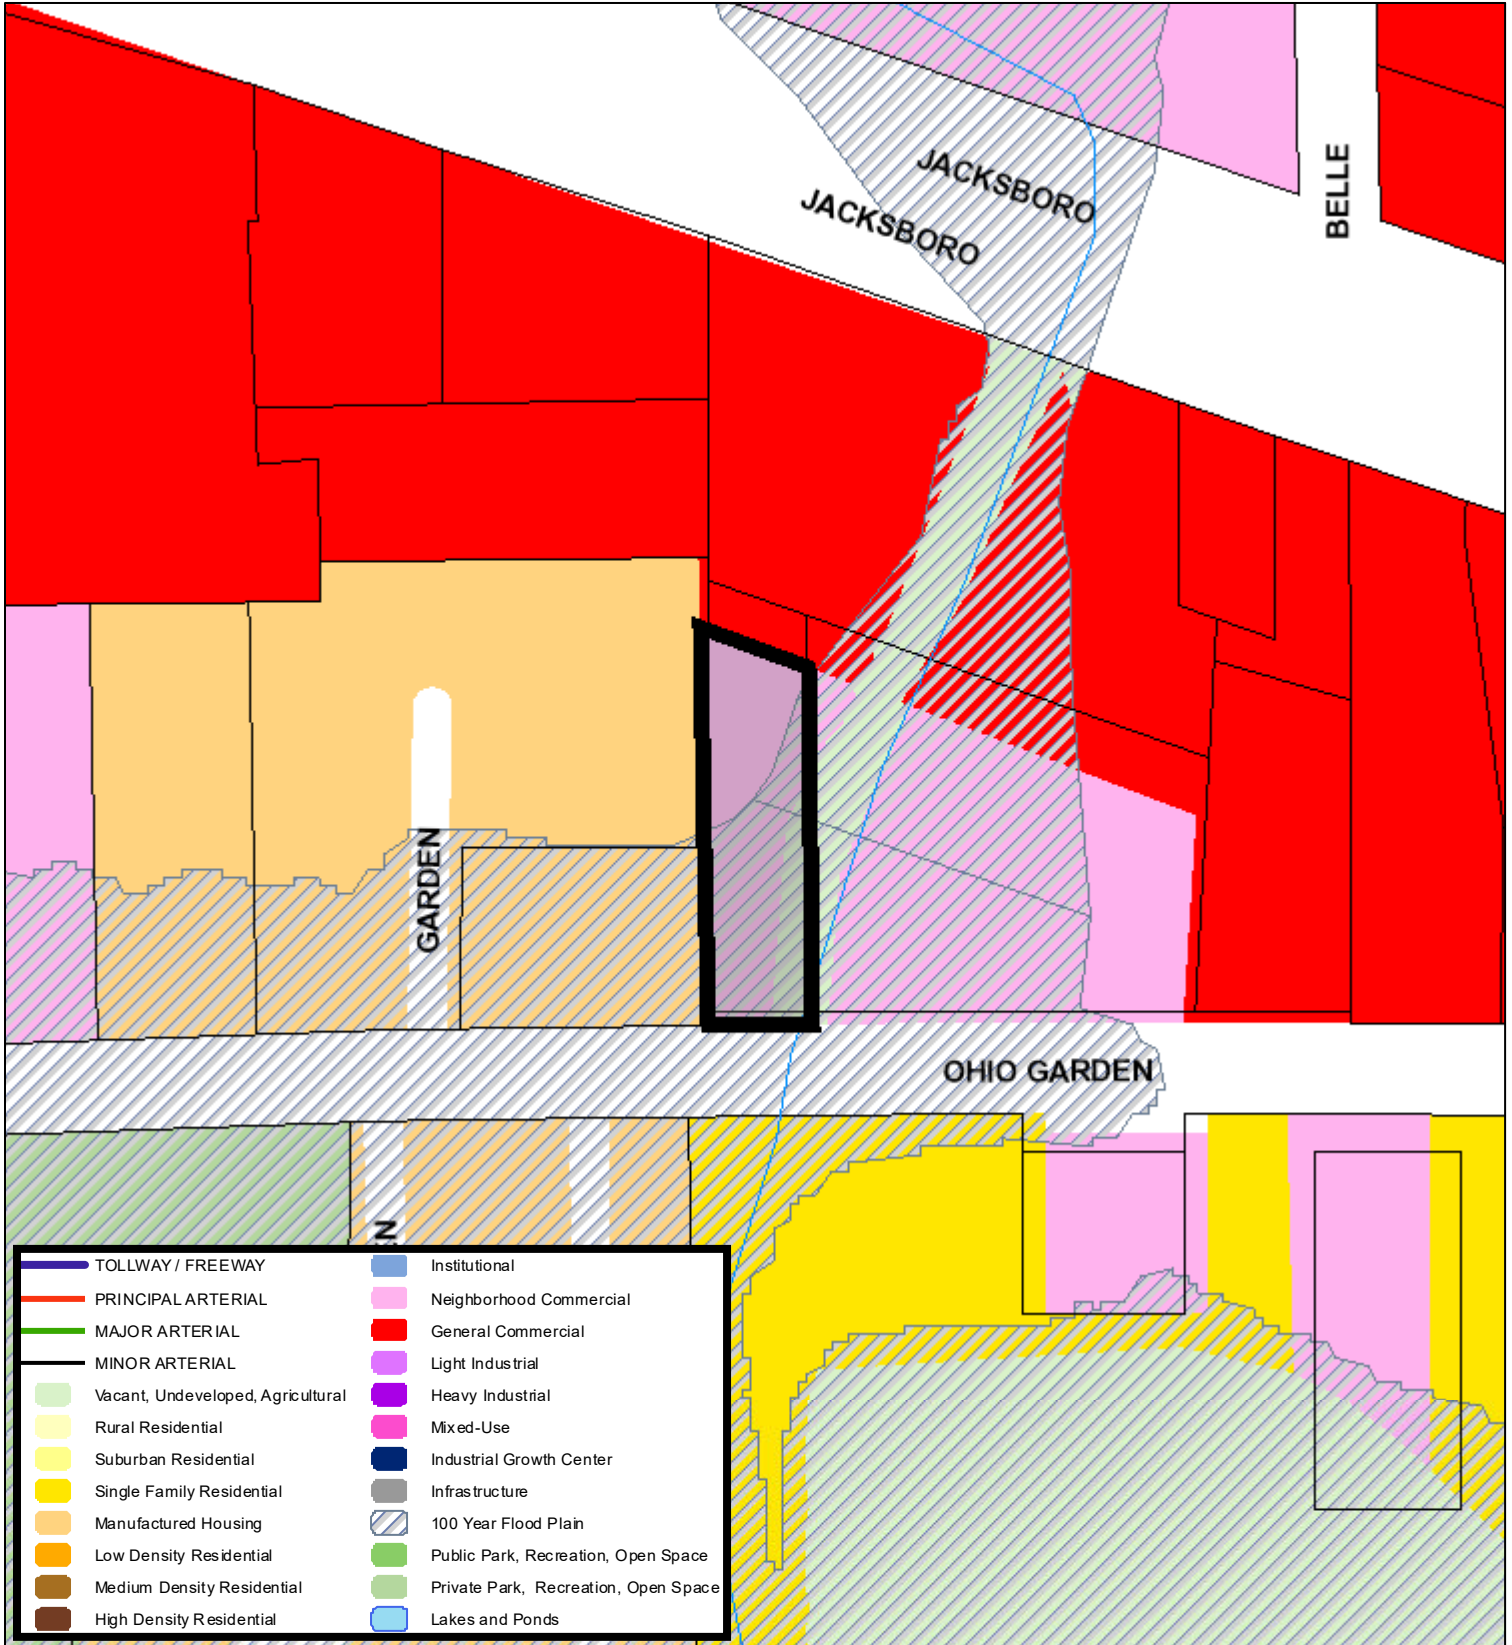 JACKSBORO
JACKSBORO
BELLE
GARDEN
OHIO GARDEN
EN
TOLLWAY / FREEWAY
PRINCIPAL ARTERIAL
MAJOR ARTERIAL
MINOR ARTERIAL
Vacant, Undeveloped, Agricultural
Rural Residential
Suburban Residential
Single Family Residential
Manufactured Housing
Low Density Residential
Medium Density Residential
High Density Residential
Institutional
Neighborhood Commercial
General Commercial
Light Industrial
Heavy Industrial
Mixed-Use
Industrial Growth Center
Infrastructure
100 Year Flood Plain
Public Park, Recreation, Open Space
Private Park, Recreation, Open Space
Lakes and Ponds